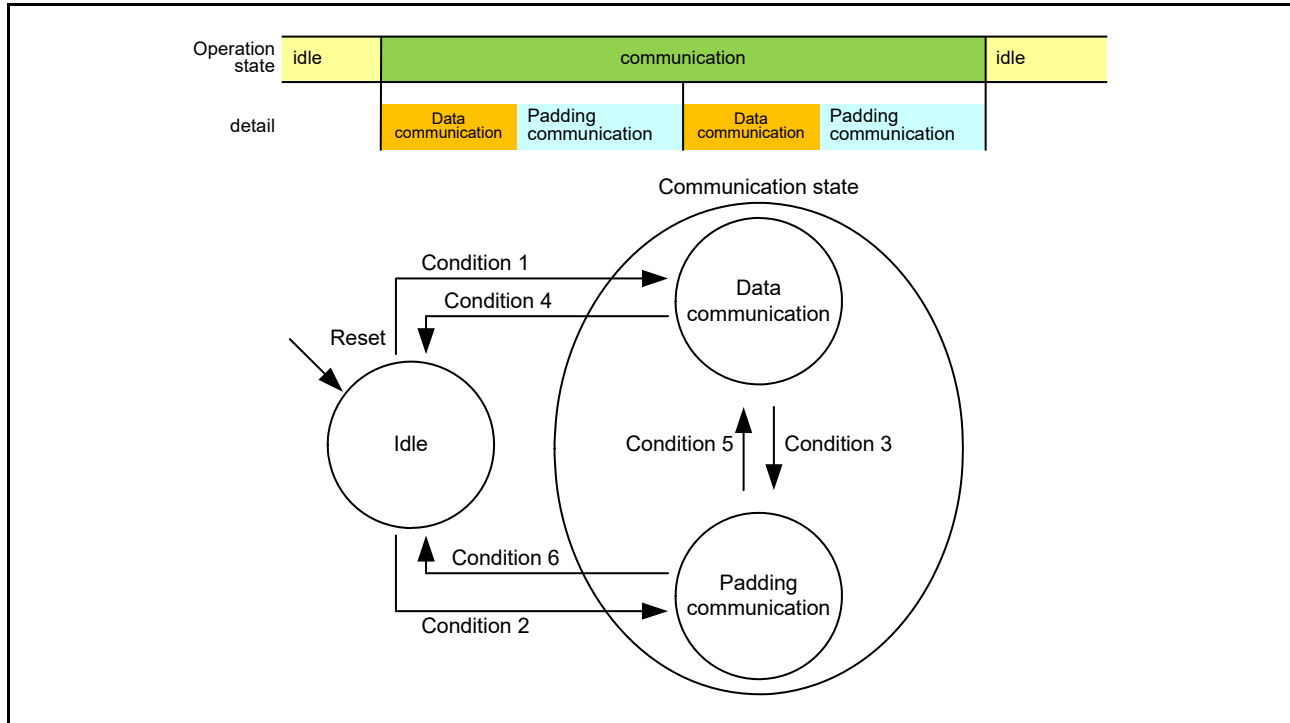 Operation
state
idle
communication
idle
detail
Data
communication
Padding
communication
Data
communication
Padding
communication
Communication state
Condition 1
Condition 4
Data
communication
Reset
Idle
Condition 5
Condition 3
Condition 6
Padding
communication
Condition 2